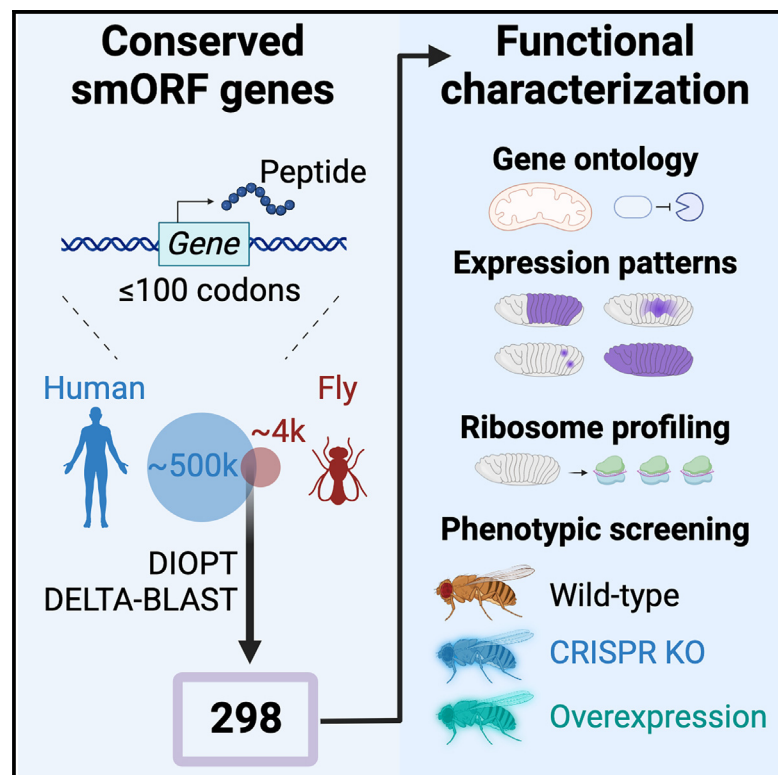 Conserved
smORF genes
Peptide
Gene
≤100 codons
Human
Fly
~500k
~4k
DIOPT
DELTA-BLAST
298
Functional
characterization
Gene ontology
Expression patterns
Ribosome profiling
Phenotypic screening
Wild-type
CRISPR KO
Overexpression